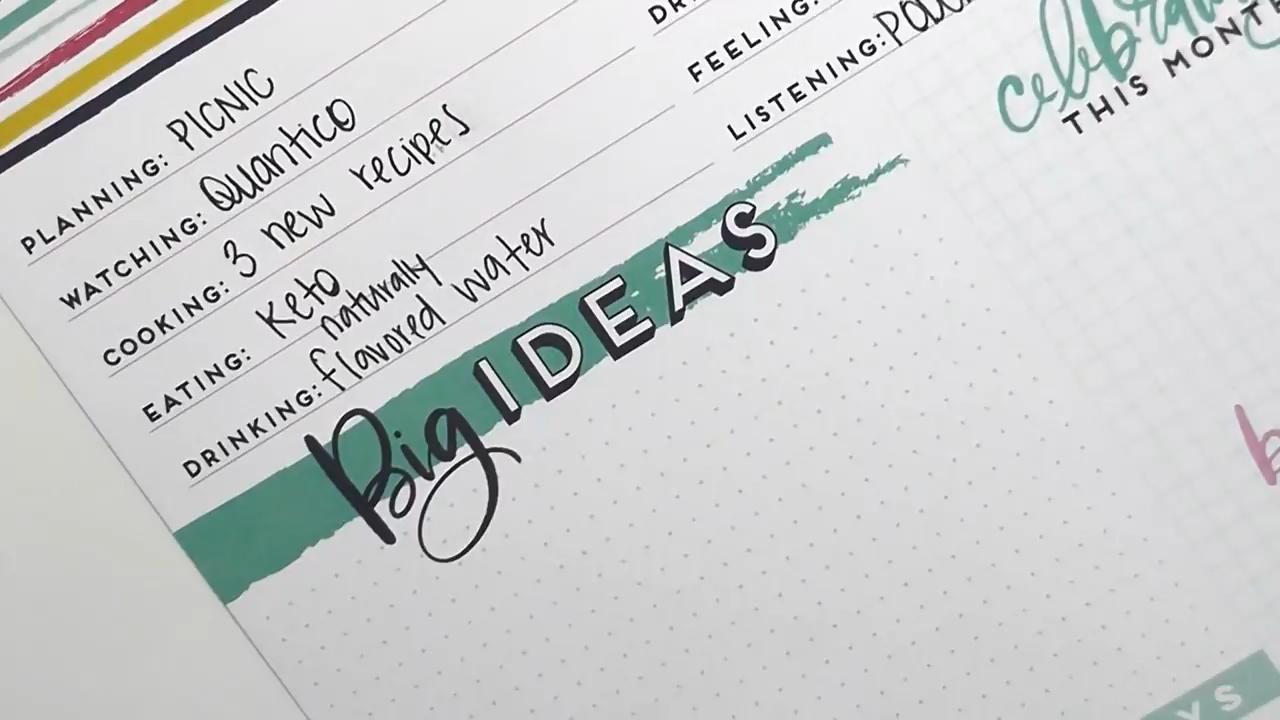 PLANNING: PICNIC
WATCHING: Quantico
COOKING: 3 new recipes
EATING: Keto
DRINKING: naturally
flavored water
FEELING:
LISTENING:
celebrate
THIS MONTH
Big IDEAS